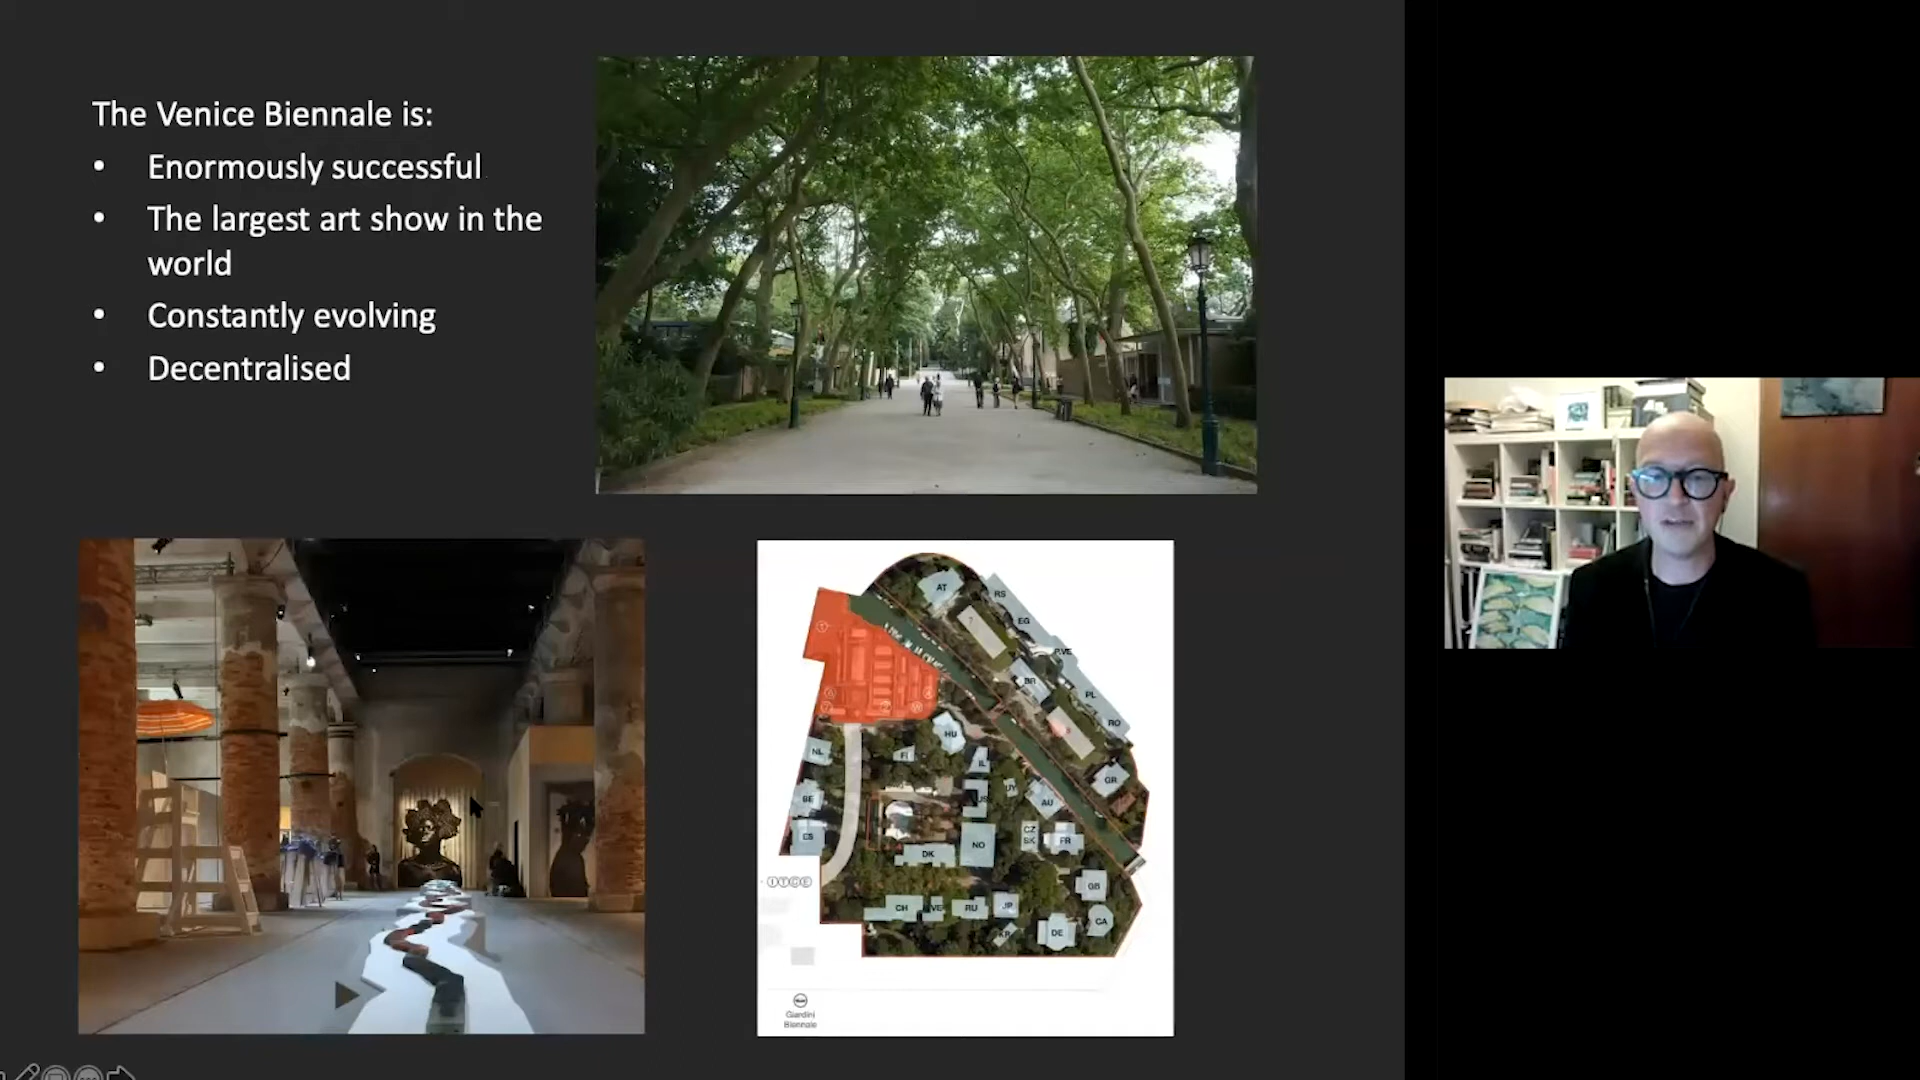 The Venice Biennale is:
• Enormously successful
• The largest art show in the
world
• Constantly evolving
• Decentralised
AT
RS
EG
PL
BR
RO
HU
NL
FI
IL
GR
BE
UY
AU
US
ES
CZ
SK
FR
DK
NO
GB
CH
VE
RU
JP
CA
KR
DE
Giardini
Biennale